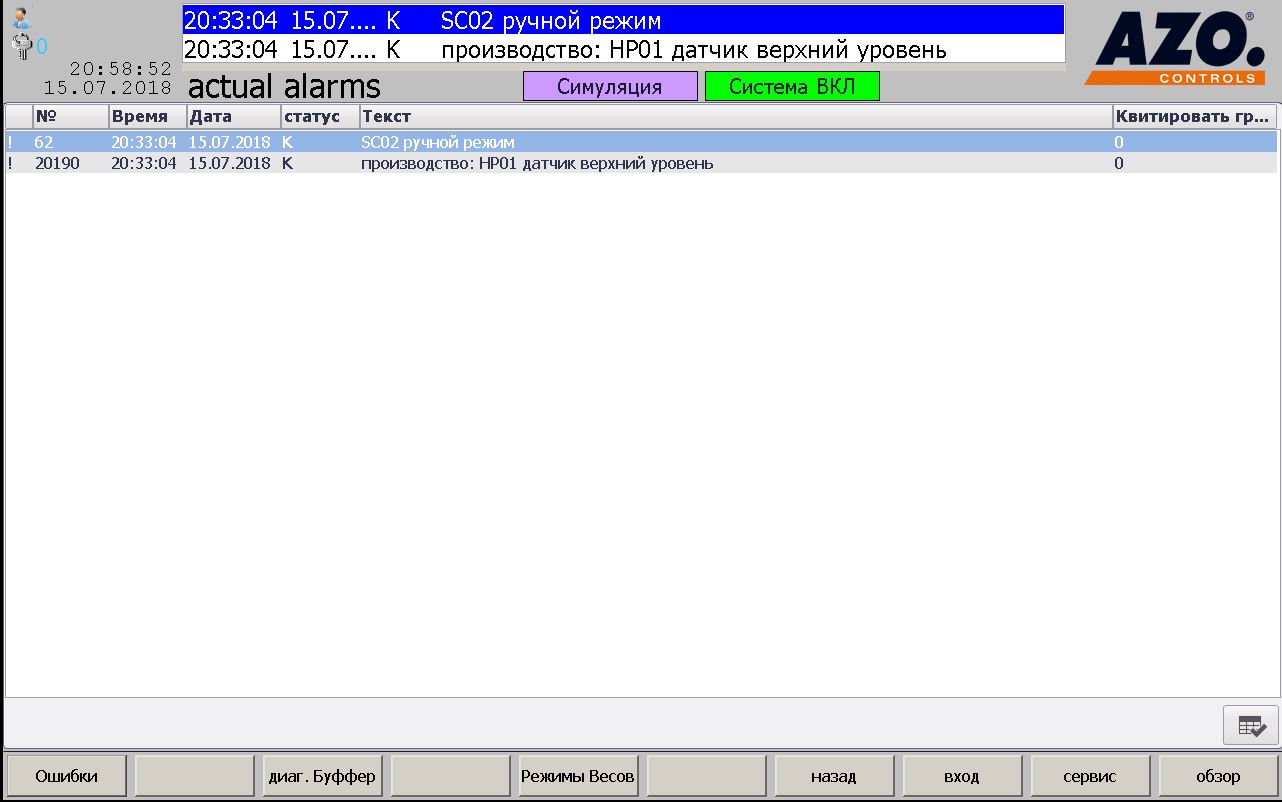 20:33:04 15.07.... K SC02 ручной режим
0
20:33:04 15.07.... K производство: HP01 датчик верхний уровень
AZO.®
CONTROLS
20:58:52
15.07.2018
actual alarms
Симуляция
Система ВКЛ
№ Время Дата статус Текст Квитировать гр...
! 62 20:33:04 15.07.2018 K SC02 ручной режим 0
! 20190 20:33:04 15.07.2018 K производство: HP01 датчик верхний уровень 0
Ошибки диаг. Буффер Режимы Весов назад вход сервис обзор